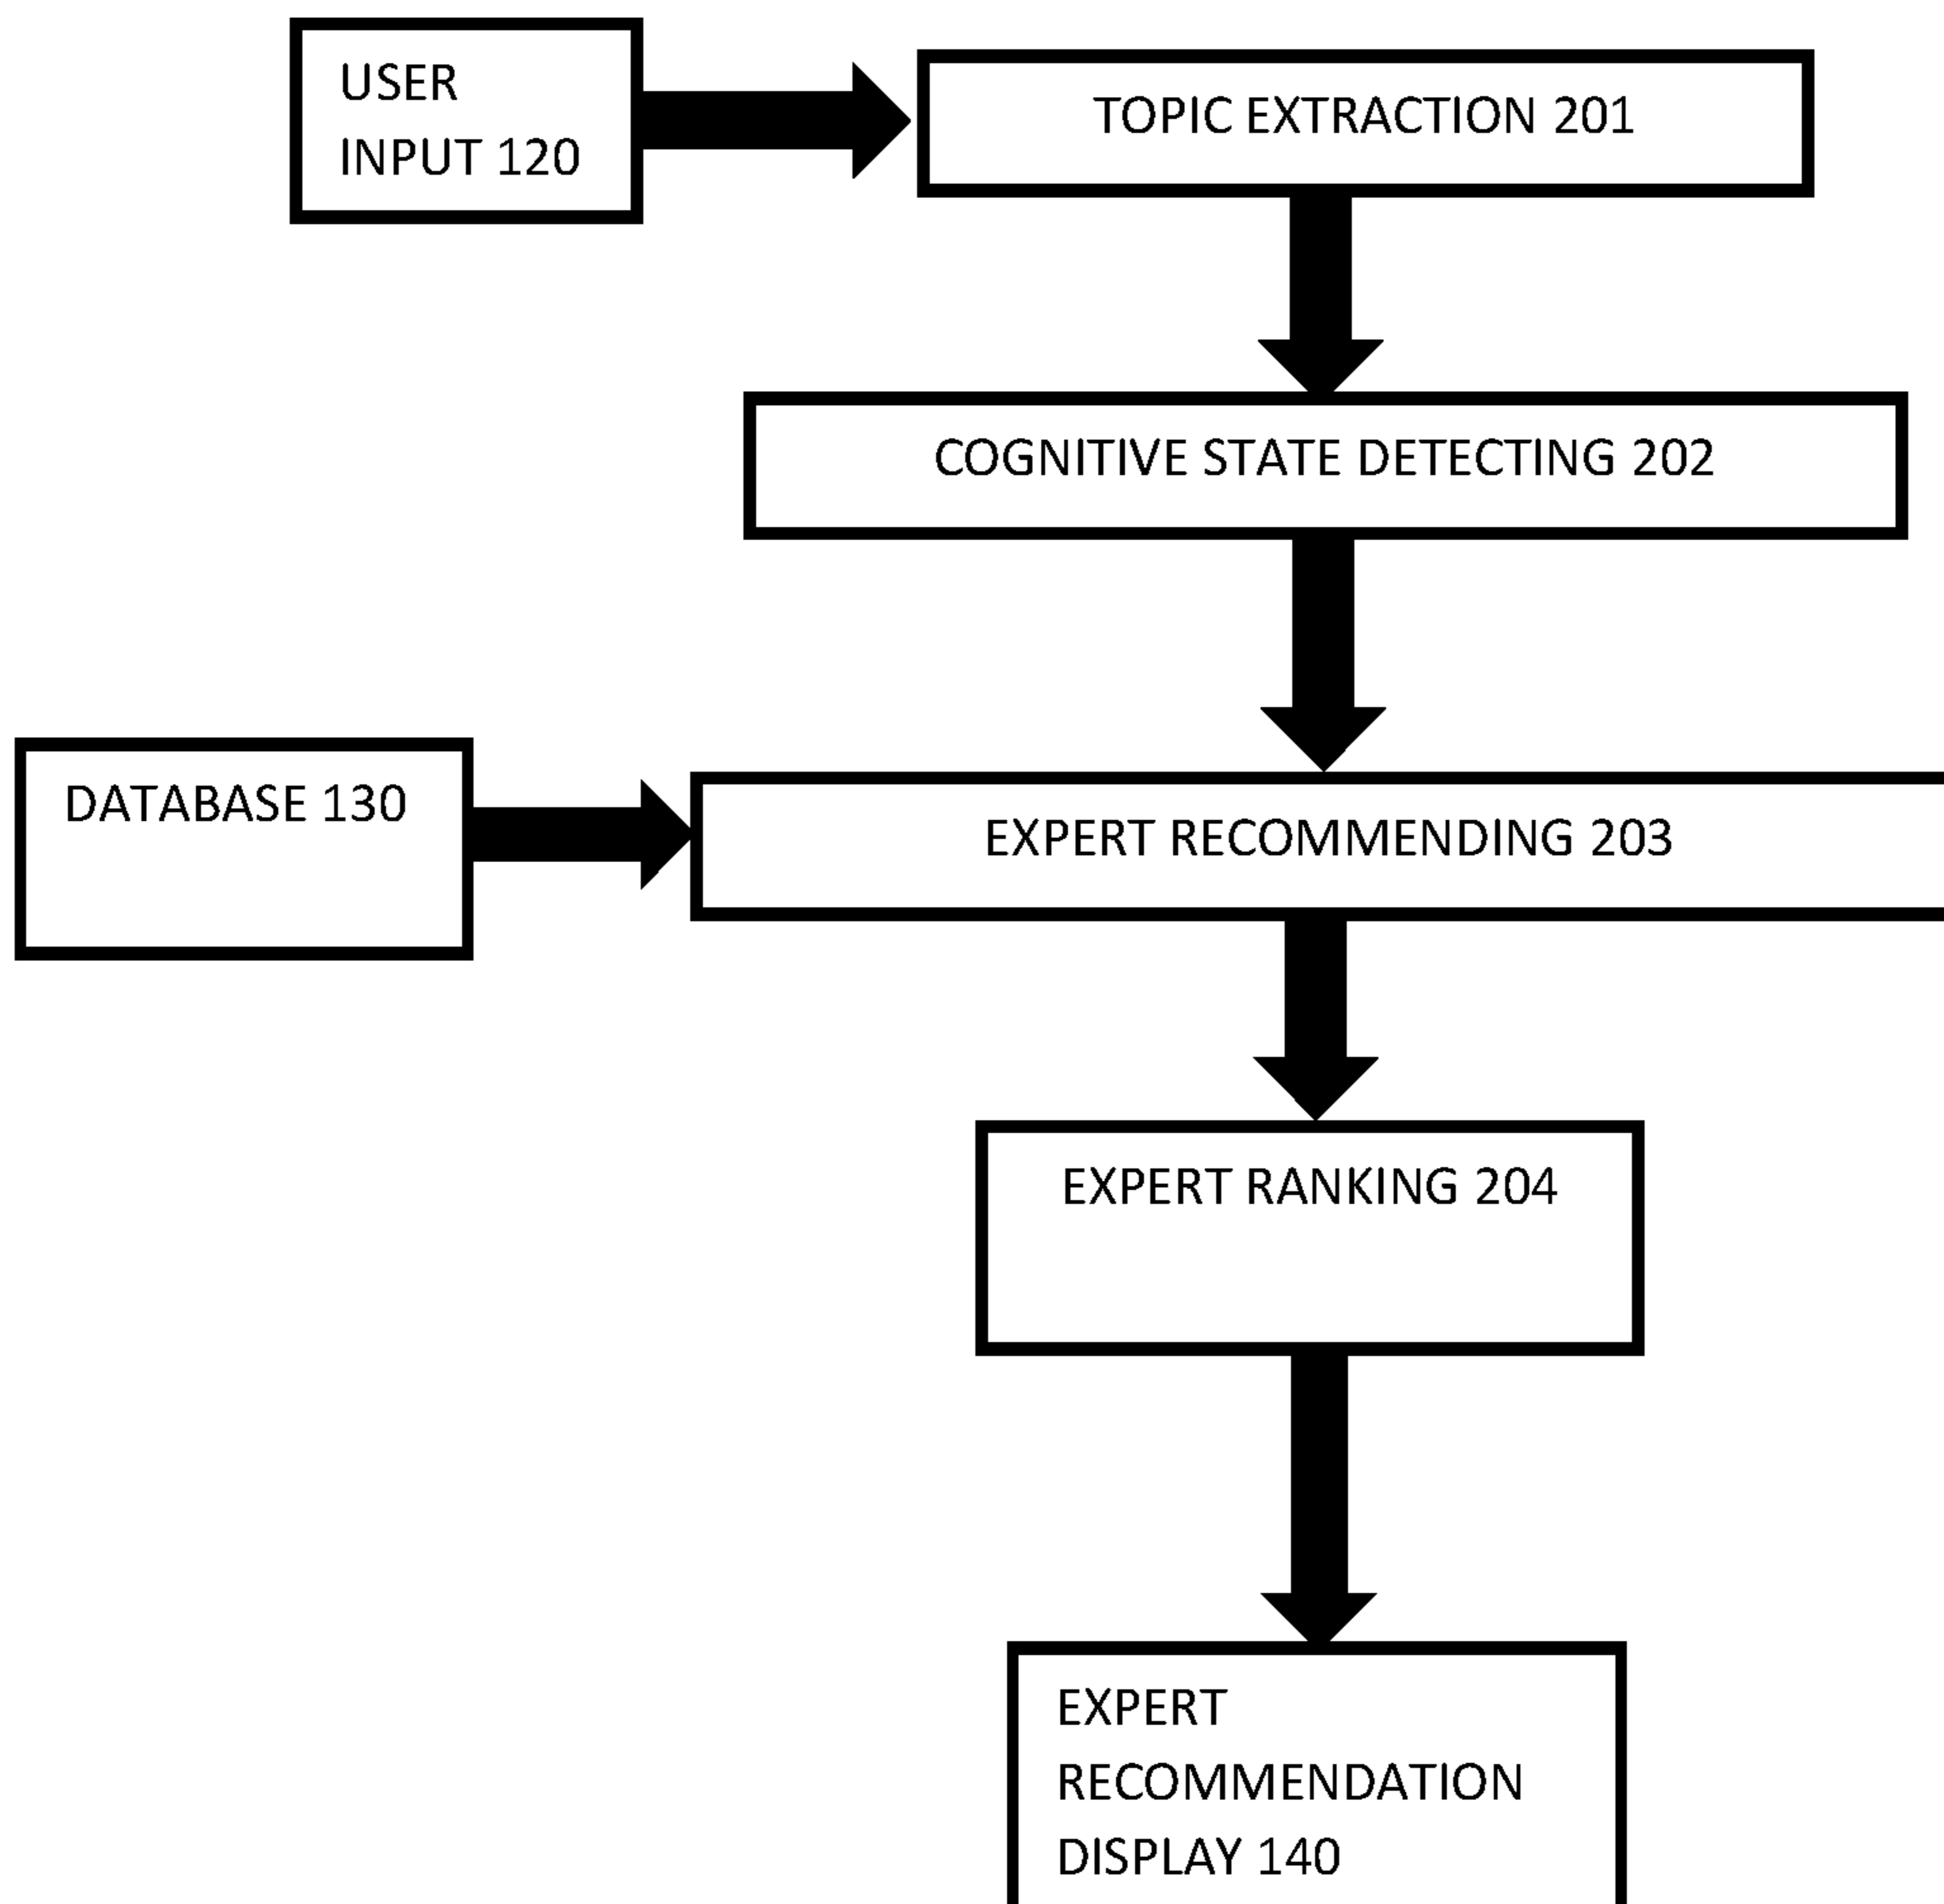 USER
INPUT 120
TOPIC EXTRACTION 201
COGNITIVE STATE DETECTING 202
DATABASE 130
EXPERT RECOMMENDING 203
EXPERT RANKING 204
EXPERT
RECOMMENDATION
DISPLAY 140